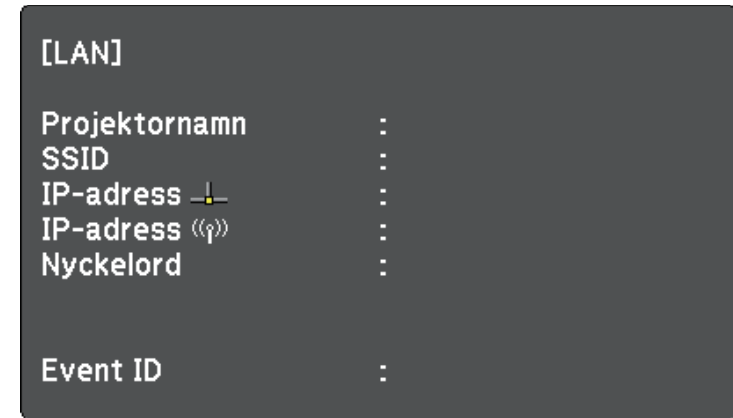 [LAN]
Projektornamn :
SSID :
IP-adress :
IP-adress :
Nyckelord :
Event ID :